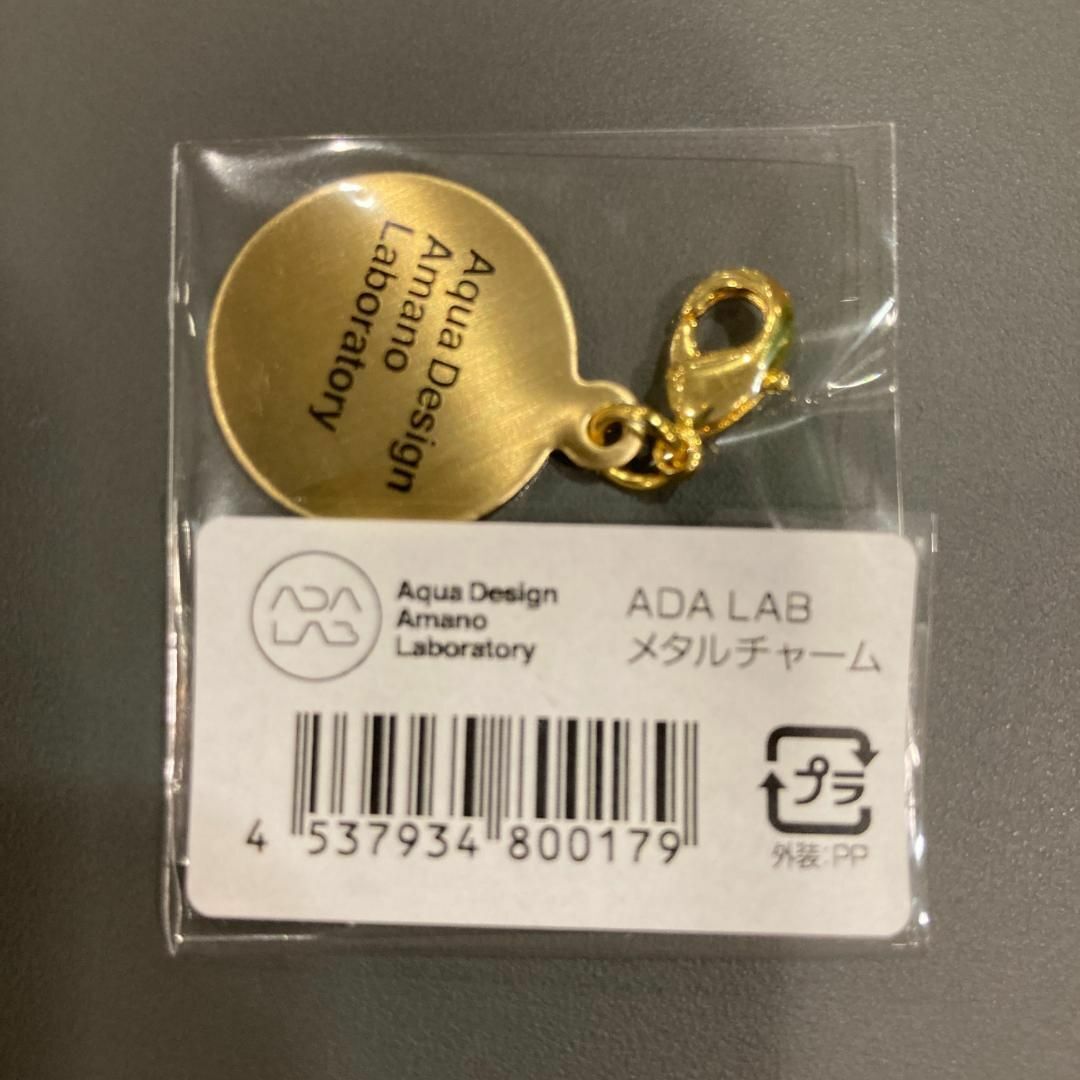 Aqua Design
Amano
Laboratory
ADA
LAB
Aqua Design
Amano
Laboratory
ADA LAB
メタルチャーム
4 537934 800179
プラ
外装:PP